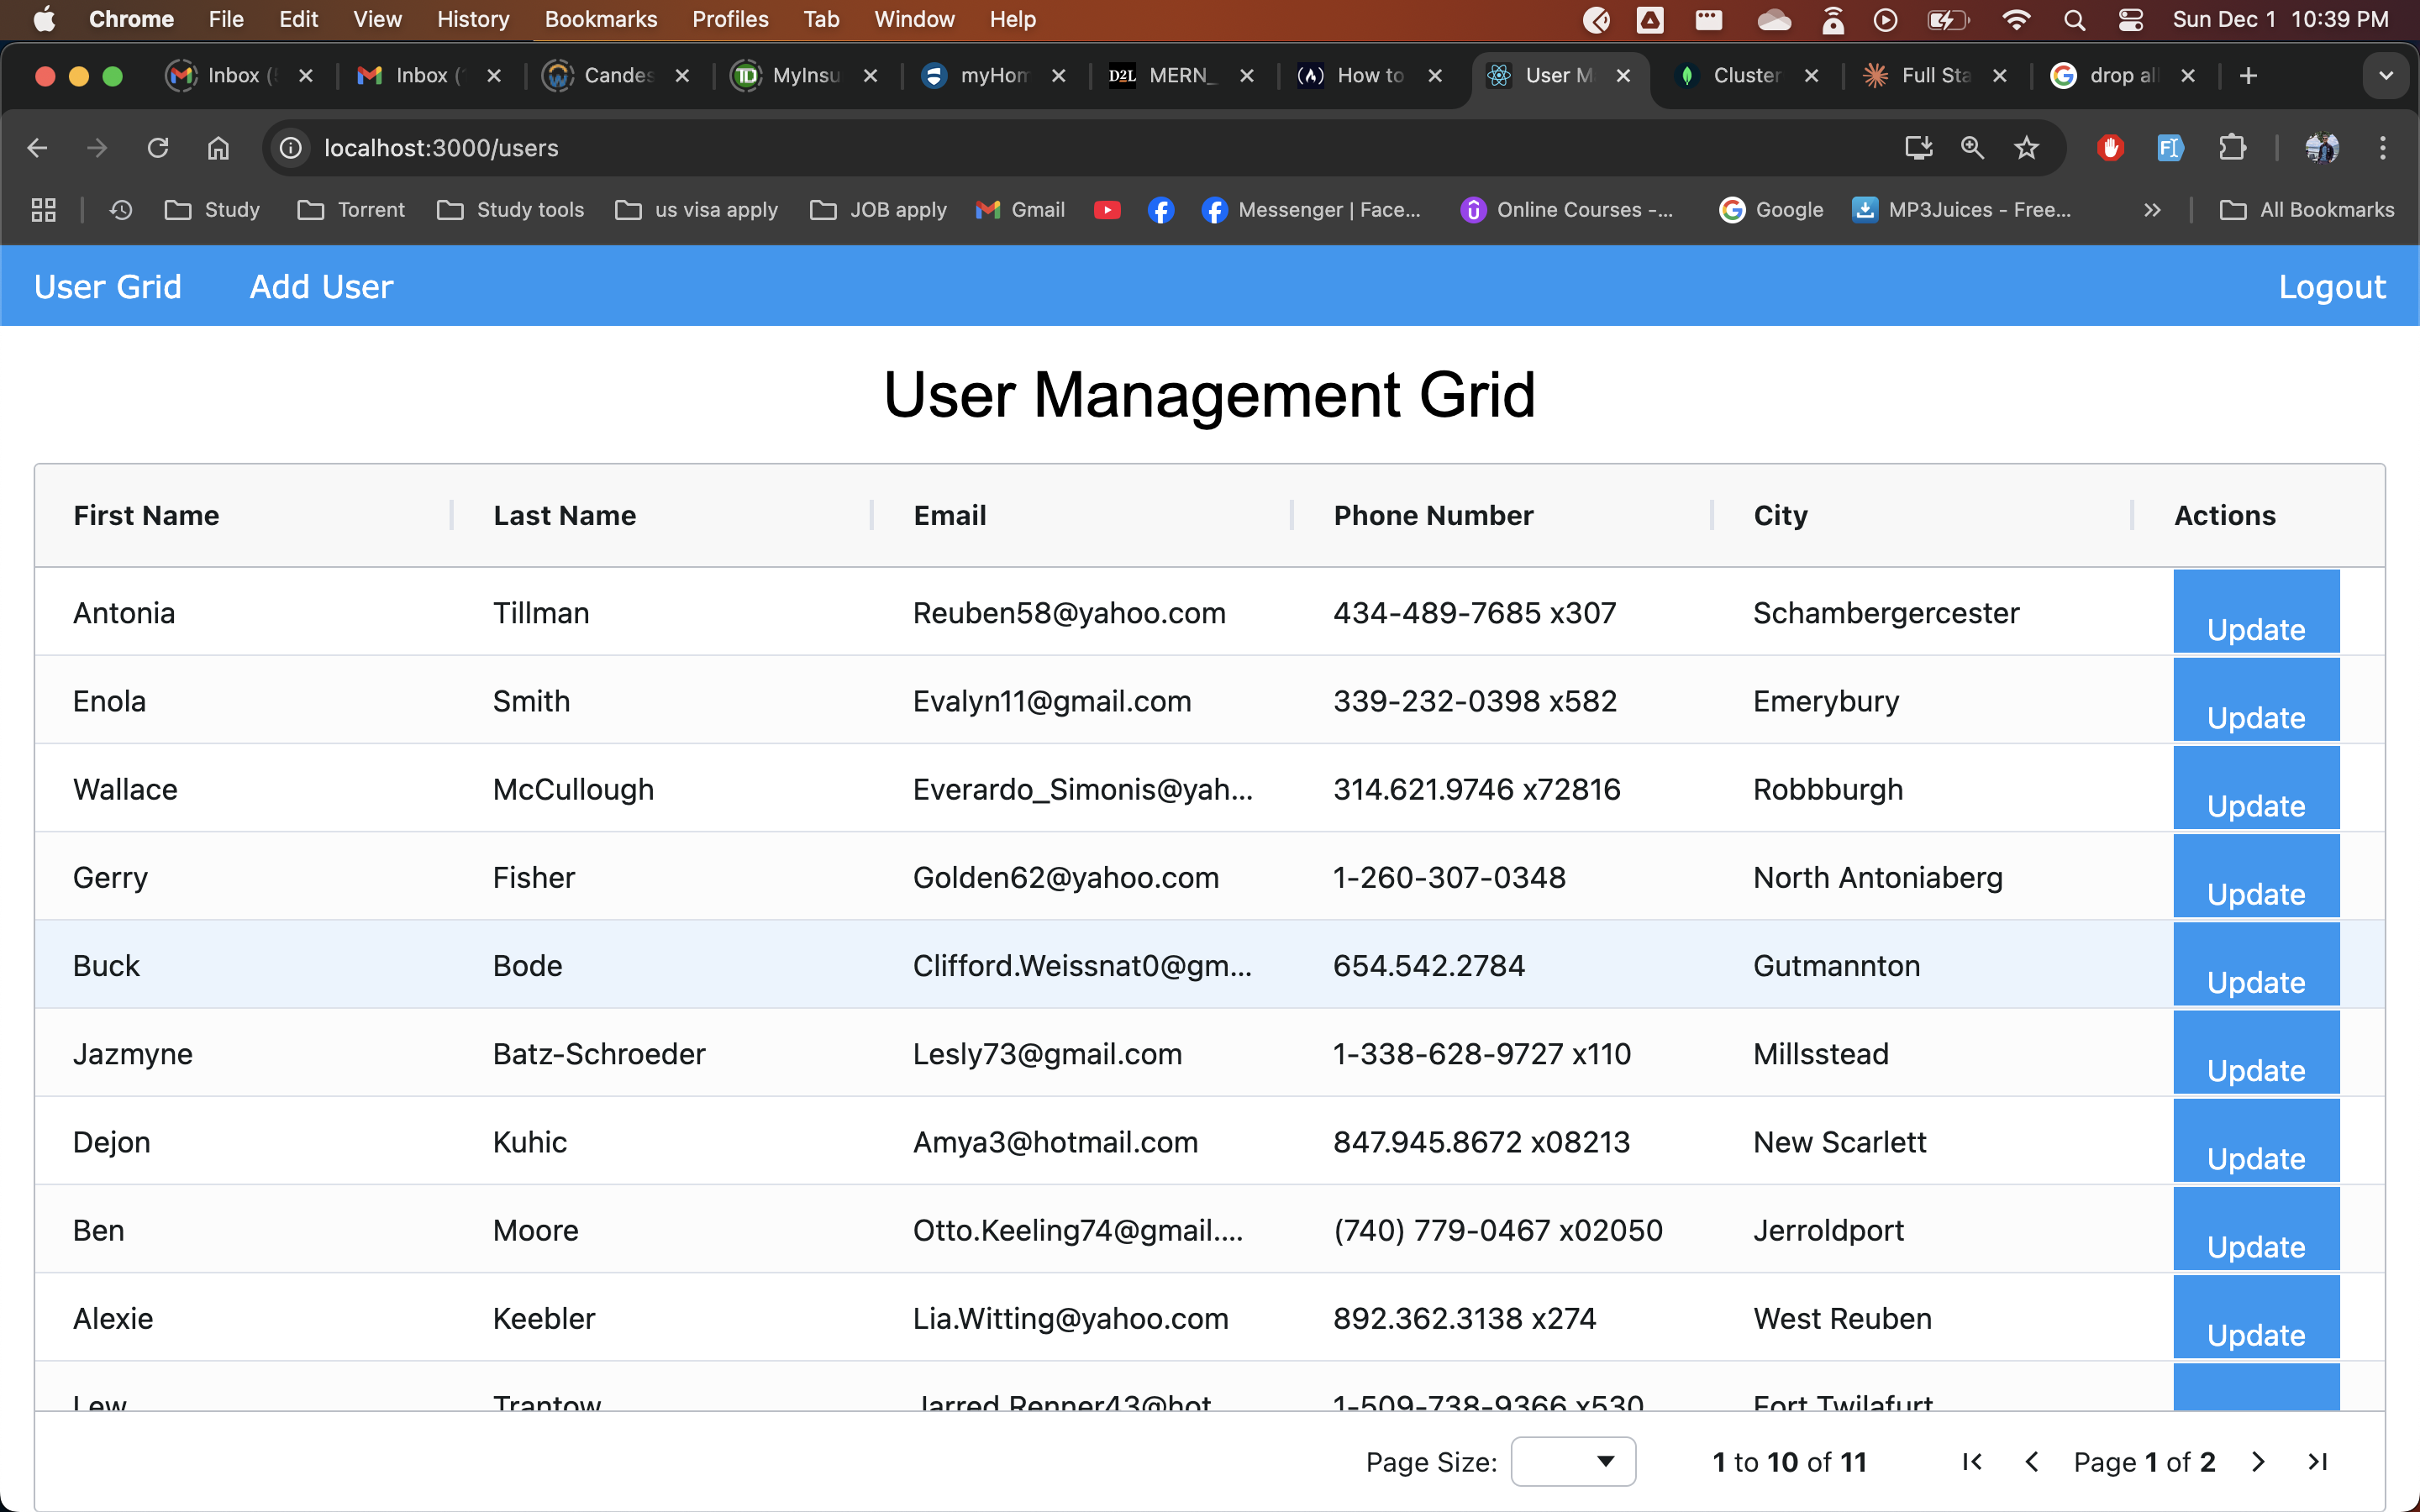 Chrome File Edit View History Bookmarks Profiles Tab Window Help Sun Dec 1 10:39 PM
Inbox ( Inbox ( Candes TD MyInsu myHom D2L MERN_ How to User M Cluster Full Sta drop al
localhost:3000/users
Study Torrent Study tools us visa apply JOB apply Gmail Messenger | Face... Online Courses -... Google MP3Juices - Free... All Bookmarks
User Grid Add User Logout
User Management Grid
First Name Last Name Email Phone Number City Actions
Antonia Tillman Reuben58@yahoo.com 434-489-7685 x307 Schambergercester Update
Enola Smith Evalyn11@gmail.com 339-232-0398 x582 Emerybury Update
Wallace McCullough Everardo_Simonis@yah... 314.621.9746 x72816 Robbburgh Update
Gerry Fisher Golden62@yahoo.com 1-260-307-0348 North Antoniaberg Update
Buck Bode Clifford.Weissnat0@gm... 654.542.2784 Gutmannton Update
Jazmyne Batz-Schroeder Lesly73@gmail.com 1-338-628-9727 x110 Millsstead Update
Dejon Kuhic Amya3@hotmail.com 847.945.8672 x08213 New Scarlett Update
Ben Moore Otto.Keeling74@gmail.... (740) 779-0467 x02050 Jerroldport Update
Alexie Keebler Lia.Witting@yahoo.com 892.362.3138 x274 West Reuben Update
Lew Trantow Jarred.Renner43@hot... 1-509-738-9366 x530 Fort Twilafurt
Page Size: 1 to 10 of 11 Page 1 of 2